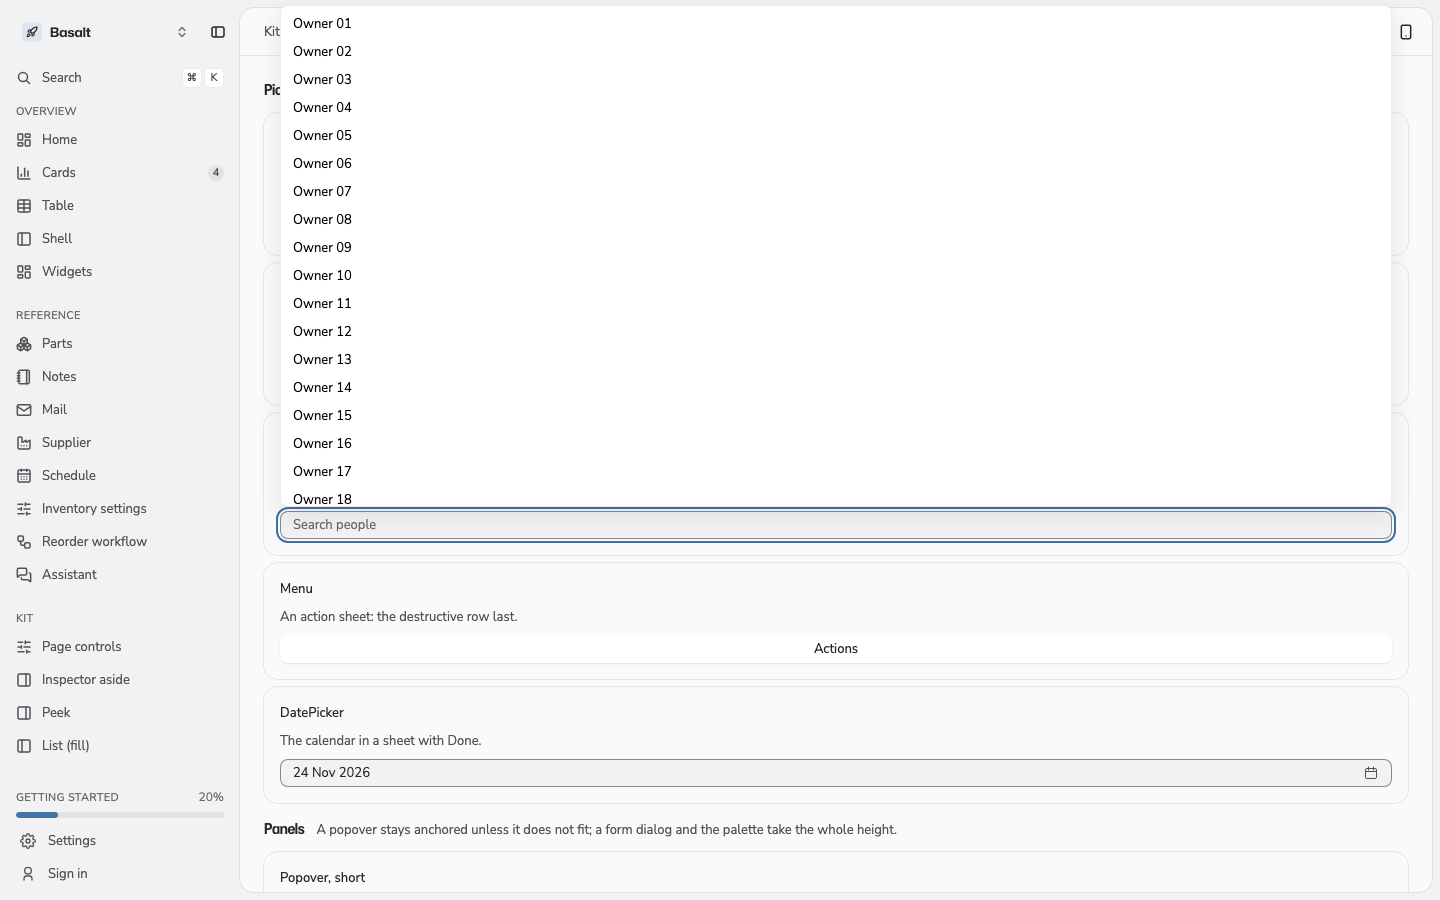 Basalt
Search ⌘ K
OVERVIEW
Home
Cards 4
Table
Shell
Widgets
REFERENCE
Parts
Notes
Mail
Supplier
Schedule
Inventory settings
Reorder workflow
Assistant
KIT
Page controls
Inspector aside
Peek
List (fill)
GETTING STARTED 20%
Settings
Sign in
Kit
Owner 01
Owner 02
Owner 03
Owner 04
Owner 05
Owner 06
Owner 07
Owner 08
Owner 09
Owner 10
Owner 11
Owner 12
Owner 13
Owner 14
Owner 15
Owner 16
Owner 17
Owner 18
Search people
Menu
An action sheet: the destructive row last.
Actions
DatePicker
The calendar in a sheet with Done.
24 Nov 2026
Panels A popover stays anchored unless it does not fit; a form dialog and the palette take the whole height.
Popover, short